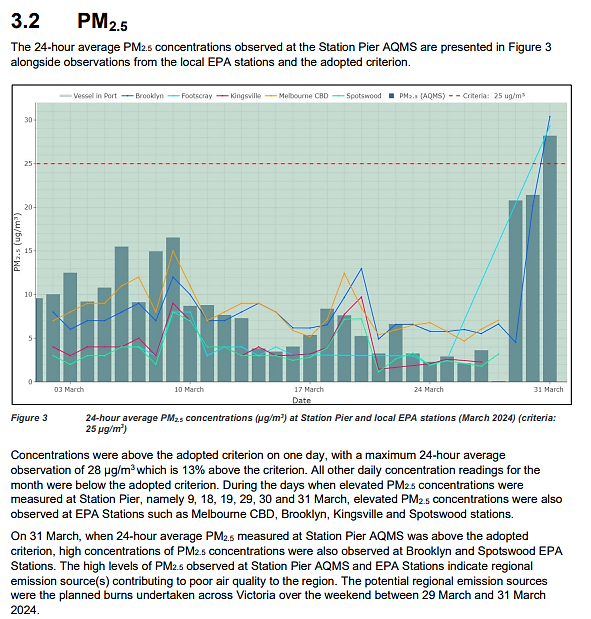 3.2 PM2.5
The 24-hour average PM2.5 concentrations observed at the Station Pier AQMS are presented in Figure 3
alongside observations from the local EPA stations and the adopted criterion.
Vessel in Port Brooklyn Footscray Kingsville Melbourne CBD Spotswood PM2.5 (AQMS) Criteria: 25 ug/m³
30
25
20
15
10
5
0
PM2.5 (ug/m³)
03 March 10 March 17 March 24 March 31 March
Date
Figure 3 24-hour average PM2.5 concentrations (µg/m³) at Station Pier and local EPA stations (March 2024) (criteria:
25 µg/m³)
Concentrations were above the adopted criterion on one day, with a maximum 24-hour average
observation of 28 µg/m³ which is 13% above the criterion. All other daily concentration readings for the
month were below the adopted criterion. During the days when elevated PM2.5 concentrations were
measured at Station Pier, namely 9, 18, 19, 29, 30 and 31 March, elevated PM2.5 concentrations were also
observed at EPA Stations such as Melbourne CBD, Brooklyn, Kingsville and Spotswood stations.
On 31 March, when 24-hour average PM2.5 measured at Station Pier AQMS was above the adopted
criterion, high concentrations of PM2.5 concentrations were also observed at Brooklyn and Spotswood EPA
Stations. The high levels of PM2.5 observed at Station Pier AQMS and EPA Stations indicate regional
emission source(s) contributing to poor air quality to the region. The potential regional emission sources
were the planned burns undertaken across Victoria over the weekend between 29 March and 31 March
2024.